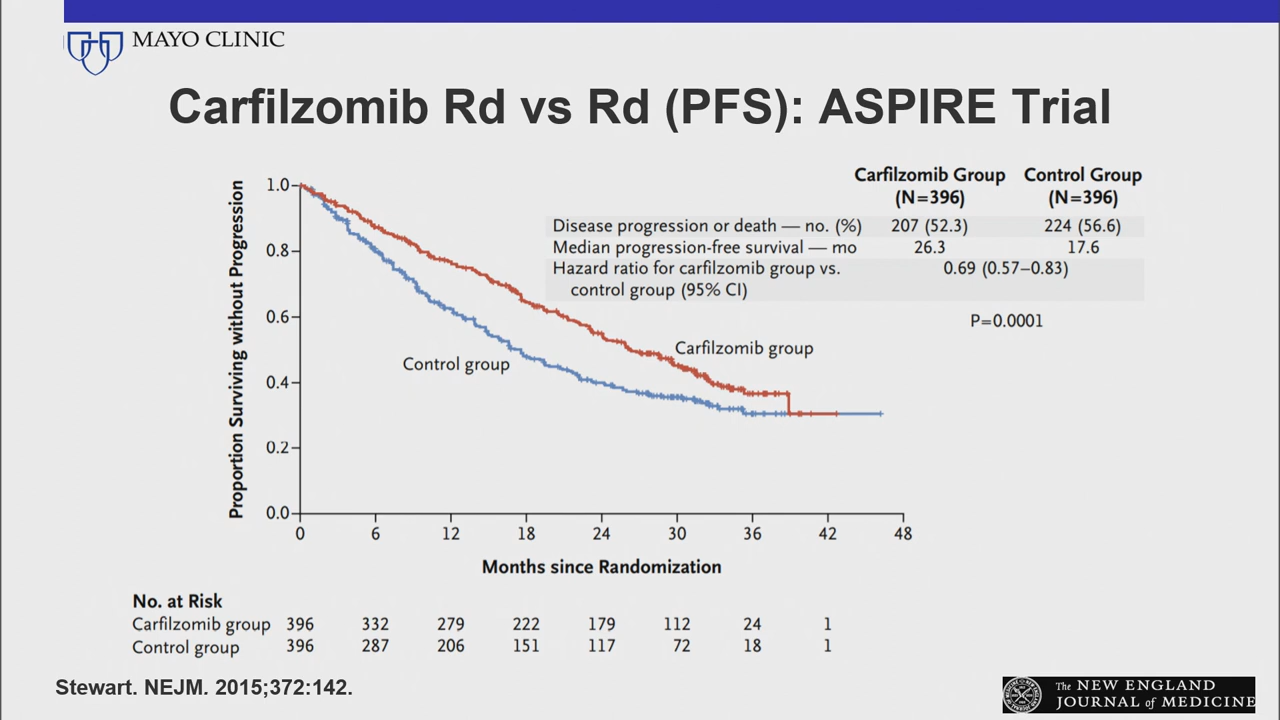 MAYO CLINIC
Carfilzomib Rd vs Rd (PFS): ASPIRE Trial
Carfilzomib Group Control Group
(N=396) (N=396)
Disease progression or death — no. (%) 207 (52.3) 224 (56.6)
Median progression-free survival — mo 26.3 17.6
Hazard ratio for carfilzomib group vs. 0.69 (0.57–0.83)
control group (95% CI)
P=0.0001
Proportion Surviving without Progression
1.0
0.8
0.6
0.4
0.2
0.0
Carfilzomib group
Control group
0 6 12 18 24 30 36 42 48
Months since Randomization
No. at Risk
Carfilzomib group 396 332 279 222 179 112 24 1
Control group 396 287 206 151 117 72 18 1
Stewart. NEJM. 2015;372:142.
The NEW ENGLAND
JOURNAL of MEDICINE